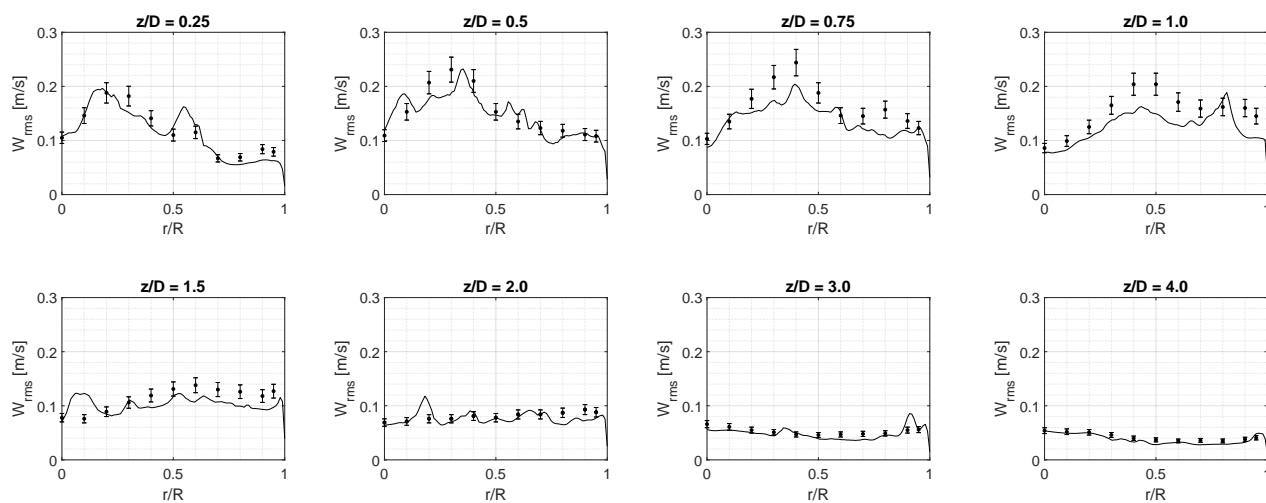 z/D = 0.25
z/D = 0.5
z/D = 0.75
z/D = 1.0
0.3
0.2
0.1
0
W_rms [m/s]
0 0.5 1
r/R
0.3
0.2
0.1
0
W_rms [m/s]
0 0.5 1
r/R
0.3
0.2
0.1
0
W_rms [m/s]
0 0.5 1
r/R
0.3
0.2
0.1
0
W_rms [m/s]
0 0.5 1
r/R
z/D = 1.5
z/D = 2.0
z/D = 3.0
z/D = 4.0
0.3
0.2
0.1
0
W_rms [m/s]
0 0.5 1
r/R
0.3
0.2
0.1
0
W_rms [m/s]
0 0.5 1
r/R
0.3
0.2
0.1
0
W_rms [m/s]
0 0.5 1
r/R
0.3
0.2
0.1
0
W_rms [m/s]
0 0.5 1
r/R